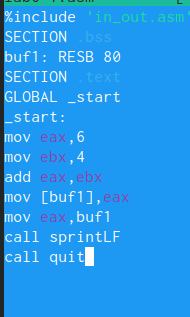 %include 'in_out.asm'
SECTION .bss
buf1: RESB 80
SECTION .text
GLOBAL _start
_start:
mov eax,6
mov ebx,4
add eax,ebx
mov [buf1],eax
mov eax,buf1
call sprintLF
call quit